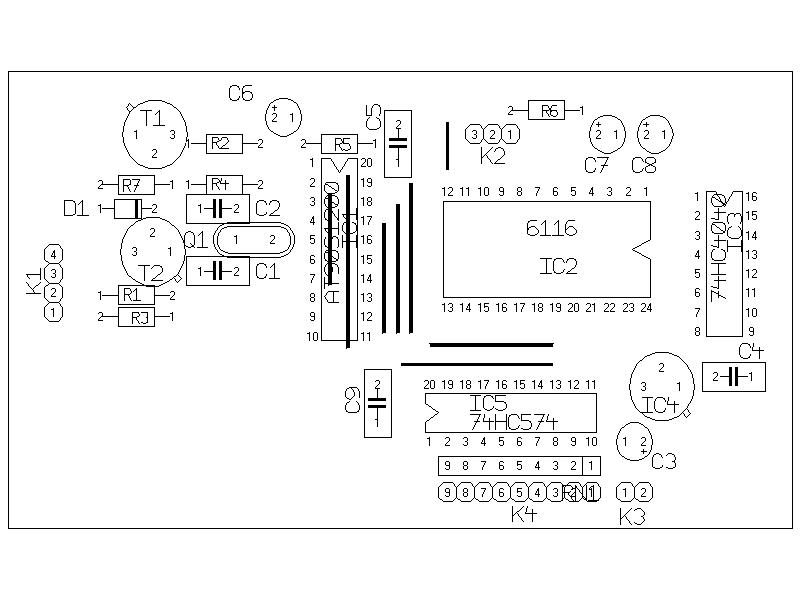 C6
C5
R6
T1
1 3
2
+
2 1
2
3 2 1
K2
2 1
+
2 1
+
2 1
C7 C8
1 R2 2
2 R5 1
1
1 20
2 19
3 18
4 17
5 16
6 15
7 14
8 13
9 12
10 11
AT90S1200
IC1
2 R7 1
R4 2
D1 1 2
1 2 C2
Q1 1 2
1 2 C1
2
3 1
T2
K1
4
3
2
1
1 R1 2
2 R3 1
12 11 10 9 8 7 6 5 4 3 2 1
6116
IC2
13 14 15 16 17 18 19 20 21 22 23 24
1 16
2 15
3 14
4 13
5 12
6 11
7 10
8 9
74HC4040
IC3
C4
2 1
2
3 1
IC4
C9
2
1
20 19 18 17 16 15 14 13 12 11
IC5
74HC574
1 2 3 4 5 6 7 8 9 10
1 2
+
C3
9 8 7 6 5 4 3 2 1
9 8 7 6 5 4 3 2 1
RN1
1 2
K4
K3